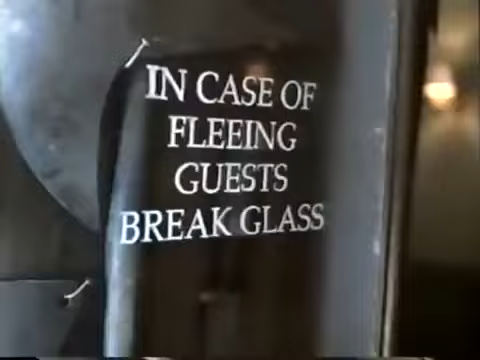 IN CASE OF
FLEEING
GUESTS
BREAK GLASS